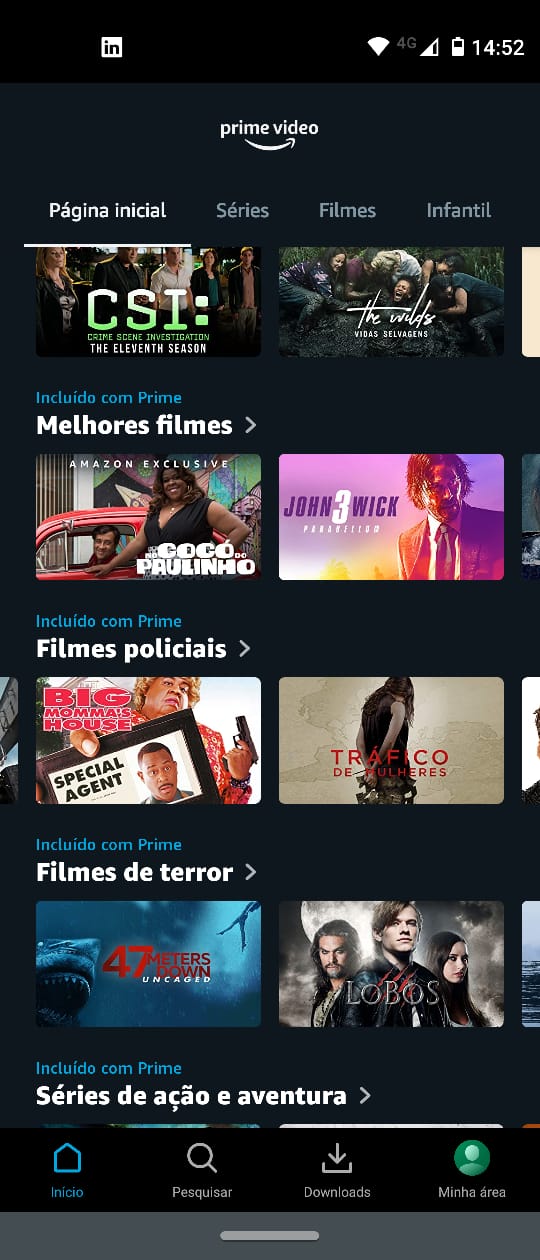 in
4G
14:52
prime video
Página inicial
Séries
Filmes
Infantil
CSI:
CRIME SCENE INVESTIGATION
THE ELEVENTH SEASON
the wilds
VIDAS SELVAGENS
Incluído com Prime
Melhores filmes
AMAZON EXCLUSIVE
NO GOGÓ DO
PAULINHO
JOHN 3 WICK
PARABELLUM
Incluído com Prime
Filmes policiais
BIG
MOMMA'S
HOUSE
SPECIAL
AGENT
TRÁFICO
DE MULHERES
Incluído com Prime
Filmes de terror
47 METERS
DOWN
UNCAGED
LOBOS
Incluído com Prime
Séries de ação e aventura
Início
Pesquisar
Downloads
Minha área